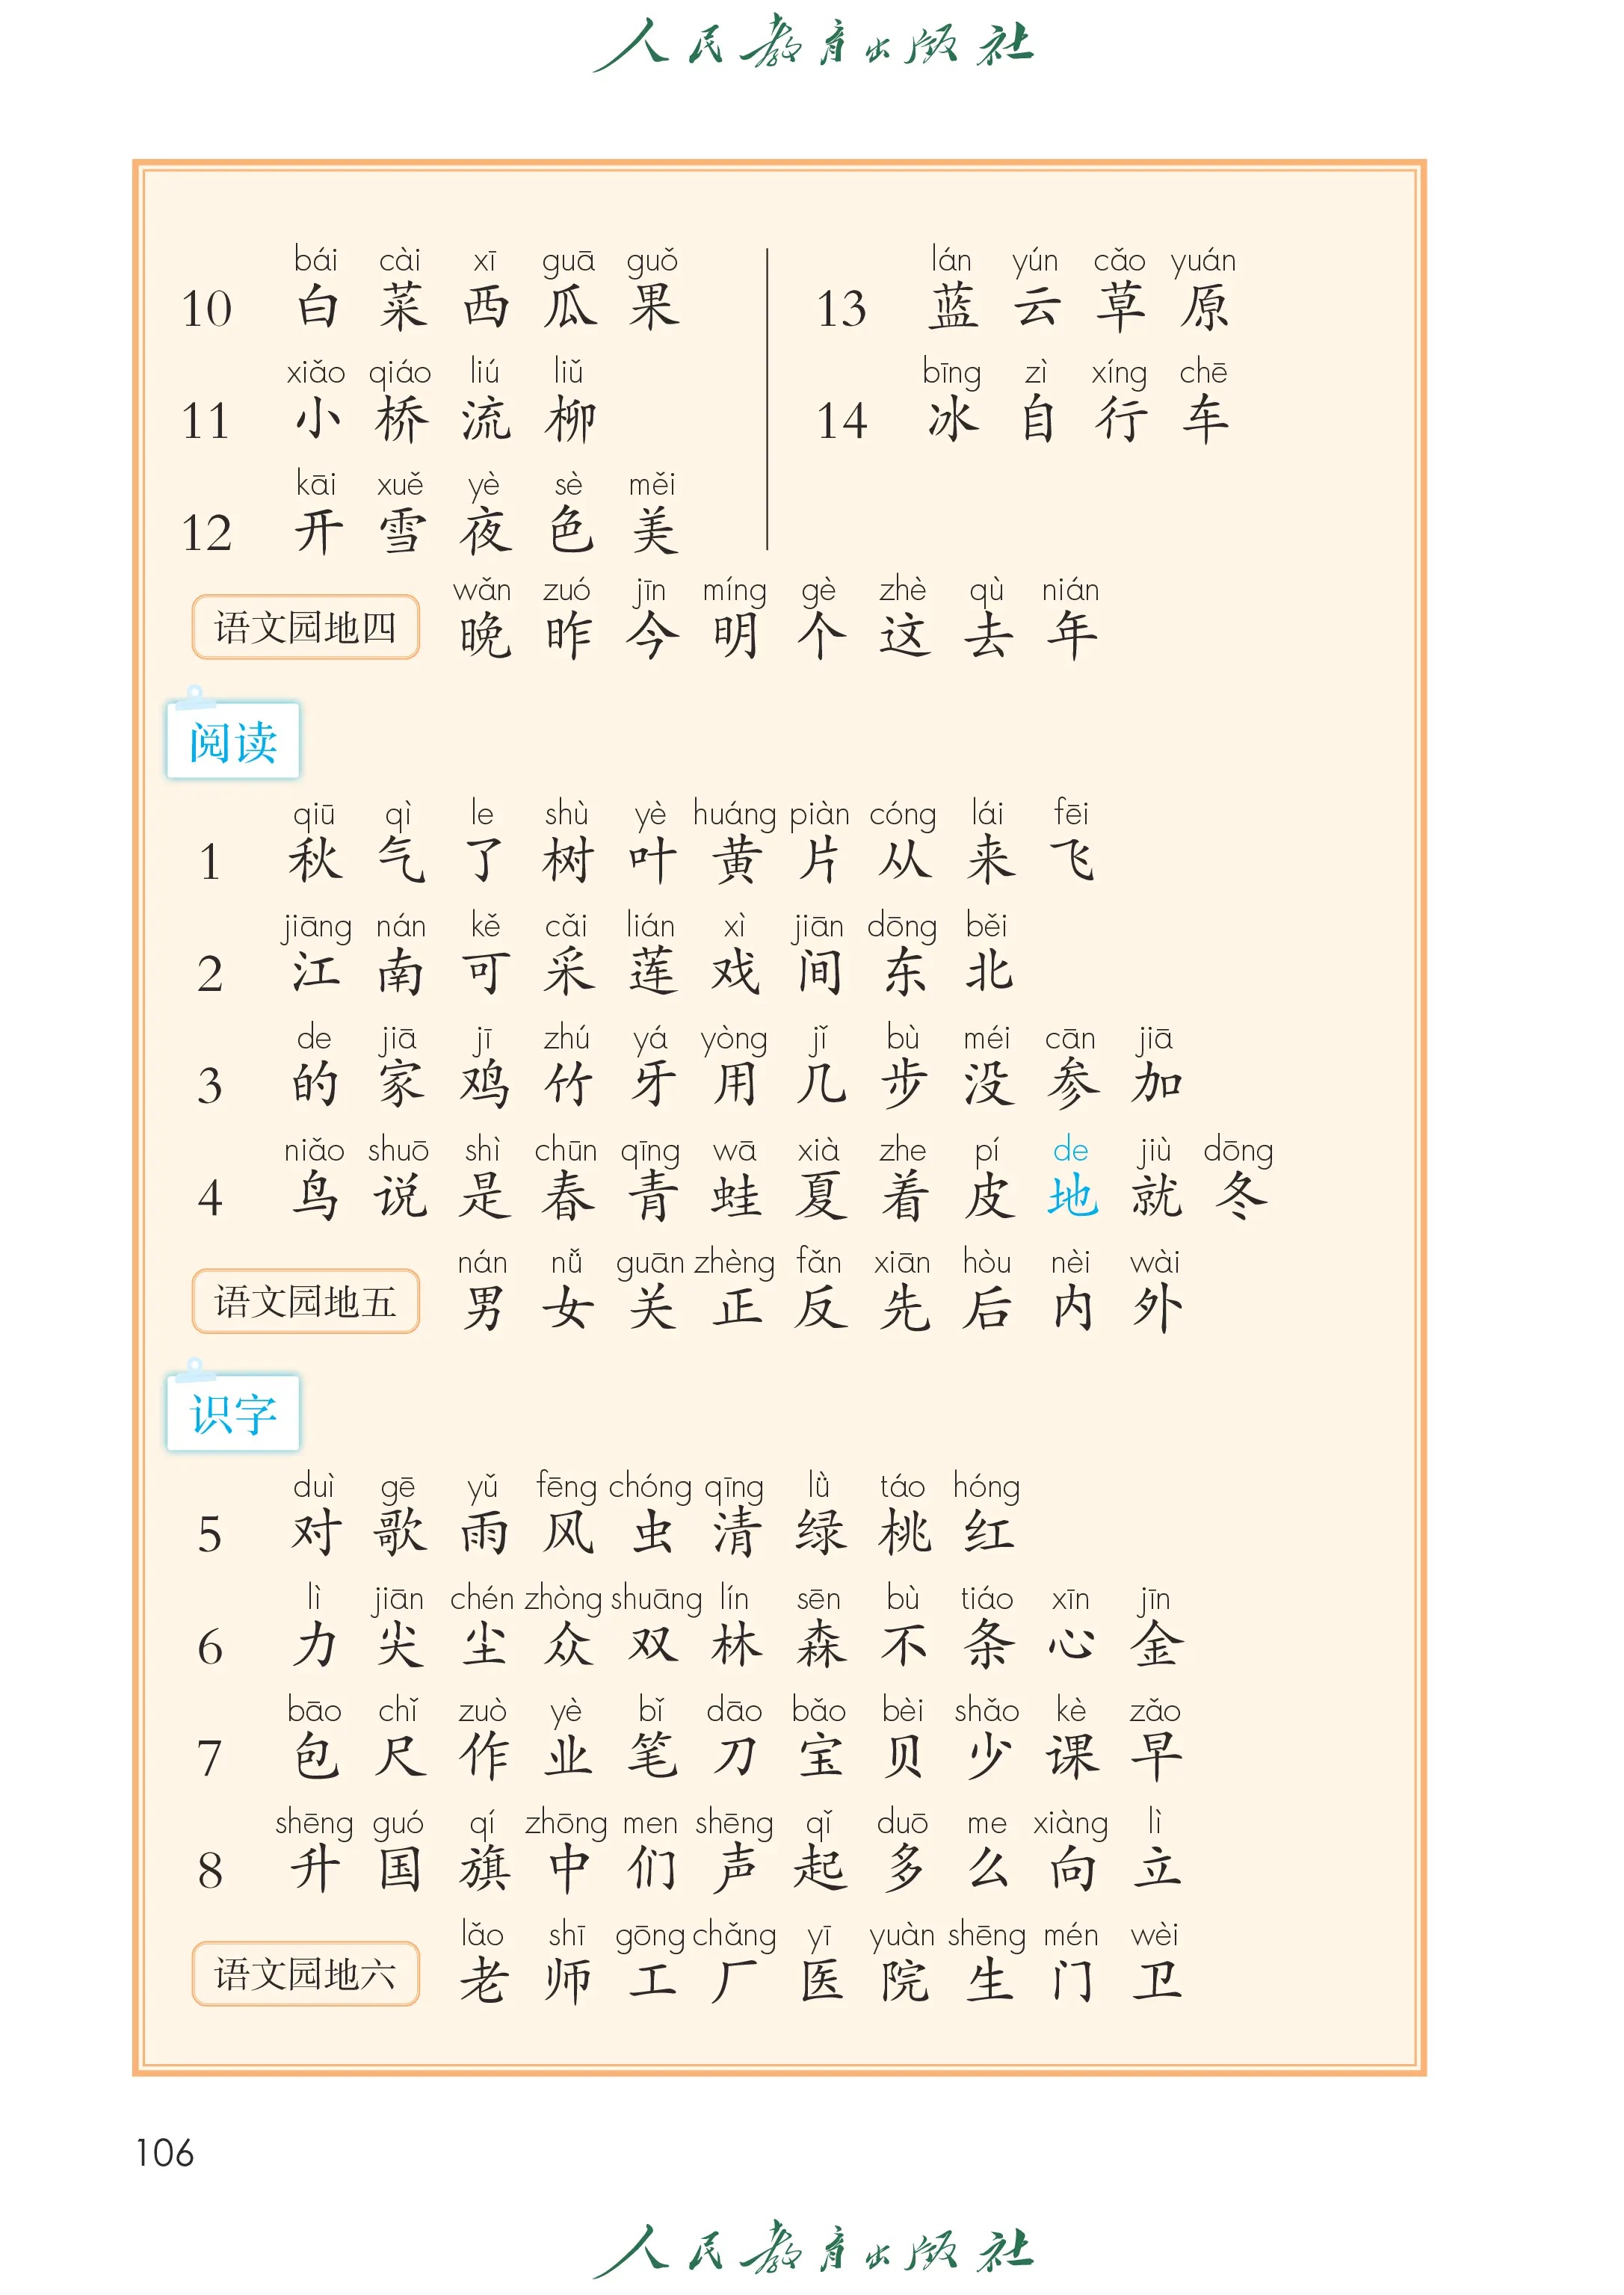 人民教育出版社
bái cài xī guā guǒ
10 白 菜 西 瓜 果
xiǎo qiáo liú liǔ
11 小 桥 流 柳
kāi xuě yè sè měi
12 开 雪 夜 色 美
lán yún cǎo yuán
13 蓝 云 草 原
bīng zì xíng chē
14 冰 自 行 车
wǎn zuó jīn míng gè zhè qù nián
语文园地四 晚 昨 今 明 个 这 去 年
阅读
qiū qì le shù yè huáng piàn cóng lái fēi
1 秋 气 了 树 叶 黄 片 从 来 飞
jiāng nán kě cǎi lián xì jiān dōng běi
2 江 南 可 采 莲 戏 间 东 北
de jiā jī zhú yá yòng jǐ bù méi cān jiā
3 的 家 鸡 竹 牙 用 几 步 没 参 加
niǎo shuō shì chūn qīng wā xià zhe pí de jiù dōng
4 鸟 说 是 春 青 蛙 夏 着 皮 地 就 冬
nán nǚ guān zhèng fǎn xiān hòu nèi wài
语文园地五 男 女 关 正 反 先 后 内 外
识字
duì gē yǔ fēng chóng qīng lǜ táo hóng
5 对 歌 雨 风 虫 清 绿 桃 红
lì jiān chén zhòng shuāng lín sēn bù tiáo xīn jīn
6 力 尖 尘 众 双 林 森 不 条 心 金
bāo chǐ zuò yè bǐ dāo bǎo bèi shǎo kè zǎo
7 包 尺 作 业 笔 刀 宝 贝 少 课 早
shēng guó qí zhōng men shēng qǐ duō me xiàng lì
8 升 国 旗 中 们 声 起 多 么 向 立
lǎo shī gōng chǎng yī yuàn shēng mén wèi
语文园地六 老 师 工 厂 医 院 生 门 卫
106
人民教育出版社